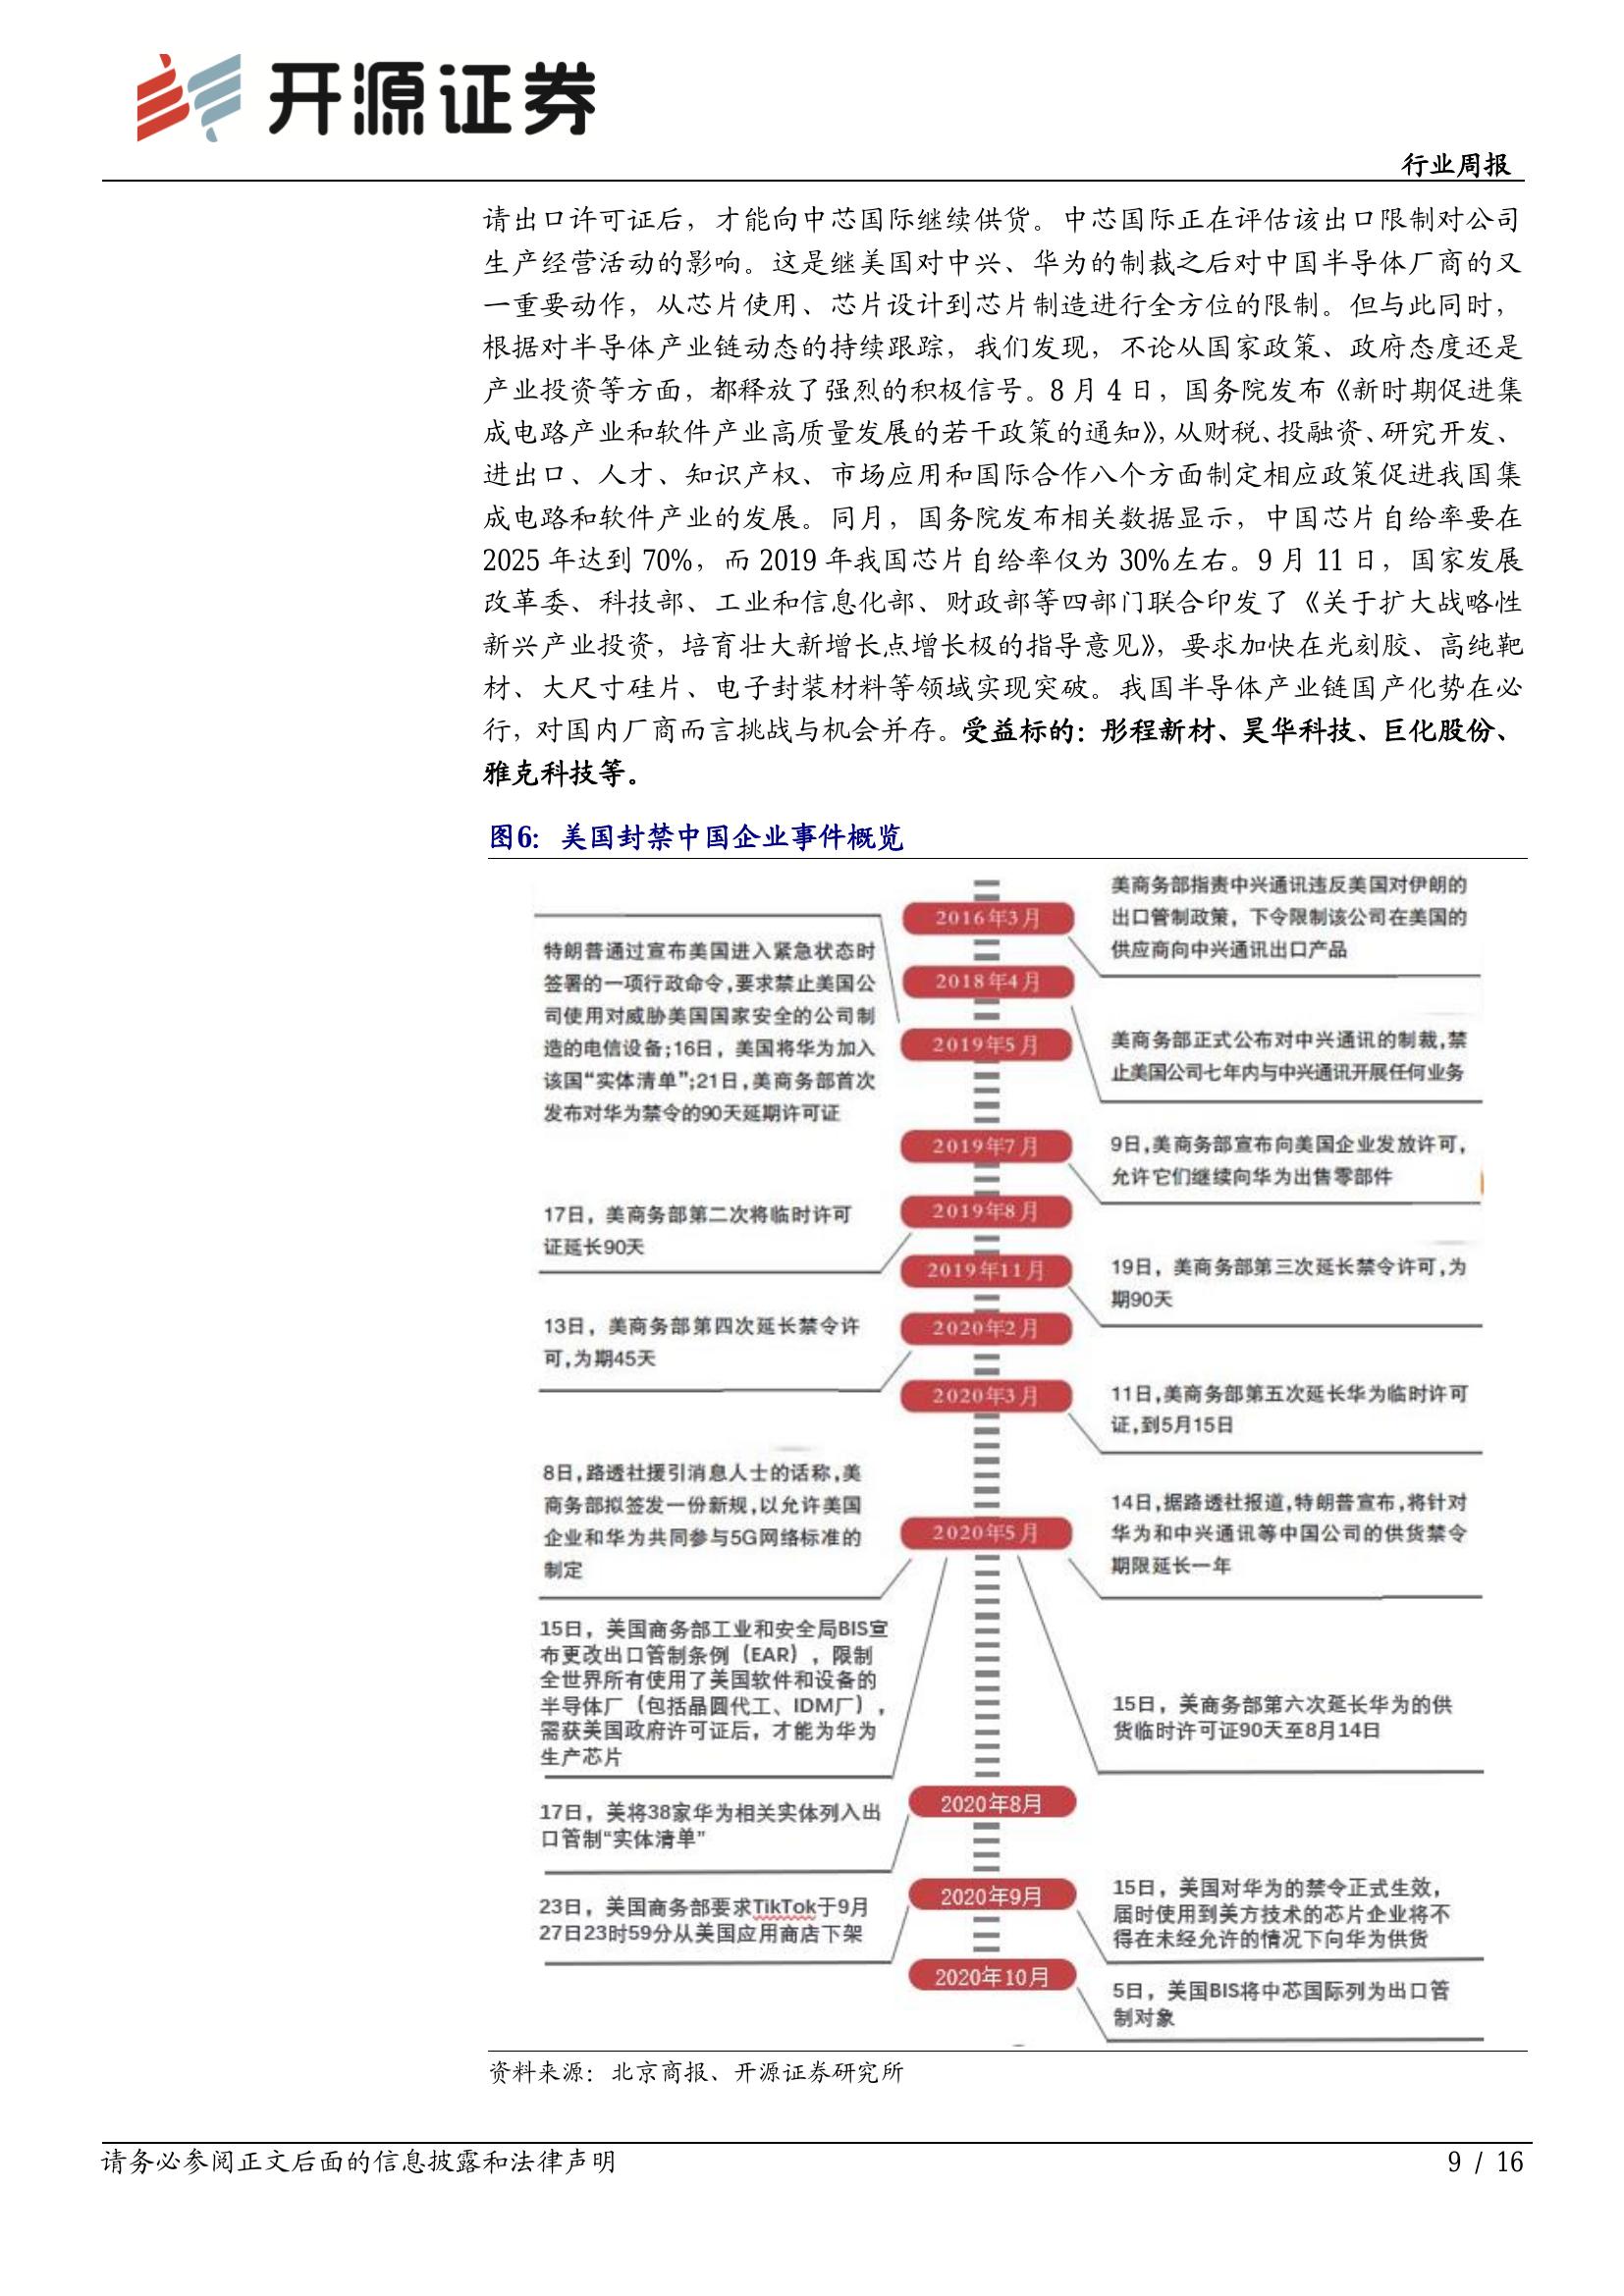 开源证券
行业周报
请出口许可证后，才能向中芯国际继续供货。中芯国际正在评估该出口限制对公司
生产经营活动的影响。这是继美国对中兴、华为的制裁之后对中国半导体厂商的又
一重要动作，从芯片使用、芯片设计到芯片制造进行全方位的限制。但与此同时，
根据对半导体产业链动态的持续跟踪，我们发现，不论从国家政策、政府态度还是
产业投资等方面，都释放了强烈的积极信号。8 月 4 日，国务院发布《新时期促进集
成电路产业和软件产业高质量发展的若干政策的通知》，从财税、投融资、研究开发、
进出口、人才、知识产权、市场应用和国际合作八个方面制定相应政策促进我国集
成电路和软件产业的发展。同月，国务院发布相关数据显示，中国芯片自给率要在
2025 年达到 70%，而 2019 年我国芯片自给率仅为 30%左右。9 月 11 日，国家发展
改革委、科技部、工业和信息化部、财政部等四部门联合印发了《关于扩大战略性
新兴产业投资，培育壮大新增长点增长极的指导意见》，要求加快在光刻胶、高纯靶
材、大尺寸硅片、电子封装材料等领域实现突破。我国半导体产业链国产化势在必
行，对国内厂商而言挑战与机会并存。受益标的：彤程新材、昊华科技、巨化股份、
雅克科技等。
图6： 美国封禁中国企业事件概览
2016年3月
美商务部指责中兴通讯违反美国对伊朗的
出口管制政策，下令限制该公司在美国的
供应商向中兴通讯出口产品
2018年4月
美商务部正式公布对中兴通讯的制裁,禁
止美国公司七年内与中兴通讯开展任何业务
2019年5月
特朗普通过宣布美国进入紧急状态时
签署的一项行政命令,要求禁止美国公
司使用对威胁美国国家安全的公司制
造的电信设备;16日，美国将华为加入
该国“实体清单”;21日,美商务部首次
发布对华为禁令的90天延期许可证
2019年7月
9日,美商务部宣布向美国企业发放许可,
允许它们继续向华为出售零部件
2019年8月
17日，美商务部第二次将临时许可
证延长90天
2019年11月
19日，美商务部第三次延长禁令许可,为
期90天
2020年2月
13日，美商务部第四次延长禁令许
可,为期45天
2020年3月
11日,美商务部第五次延长华为临时许可
证,到5月15日
2020年5月
8日,路透社援引消息人士的话称,美
商务部拟签发一份新规,以允许美国
企业和华为共同参与5G网络标准的
制定
14日,据路透社报道,特朗普宣布,将针对
华为和中兴通讯等中国公司的供货禁令
期限延长一年
15日，美国商务部工业和安全局BIS宣
布更改出口管制条例（EAR），限制
全世界所有使用了美国软件和设备的
半导体厂（包括晶圆代工、IDM厂），
需获美国政府许可证后，才能为华为
生产芯片
15日，美商务部第六次延长华为的供
货临时许可证90天至8月14日
2020年8月
17日，美将38家华为相关实体列入出
口管制“实体清单”
2020年9月
23日，美国商务部要求TikTok于9月
27日23时59分从美国应用商店下架
15日，美国对华为的禁令正式生效，
届时使用到美方技术的芯片企业将不
得在未经允许的情况下向华为供货
2020年10月
5日，美国BIS将中芯国际列为出口管
制对象
资料来源：北京商报、开源证券研究所
请务必参阅正文后面的信息披露和法律声明
9 / 16